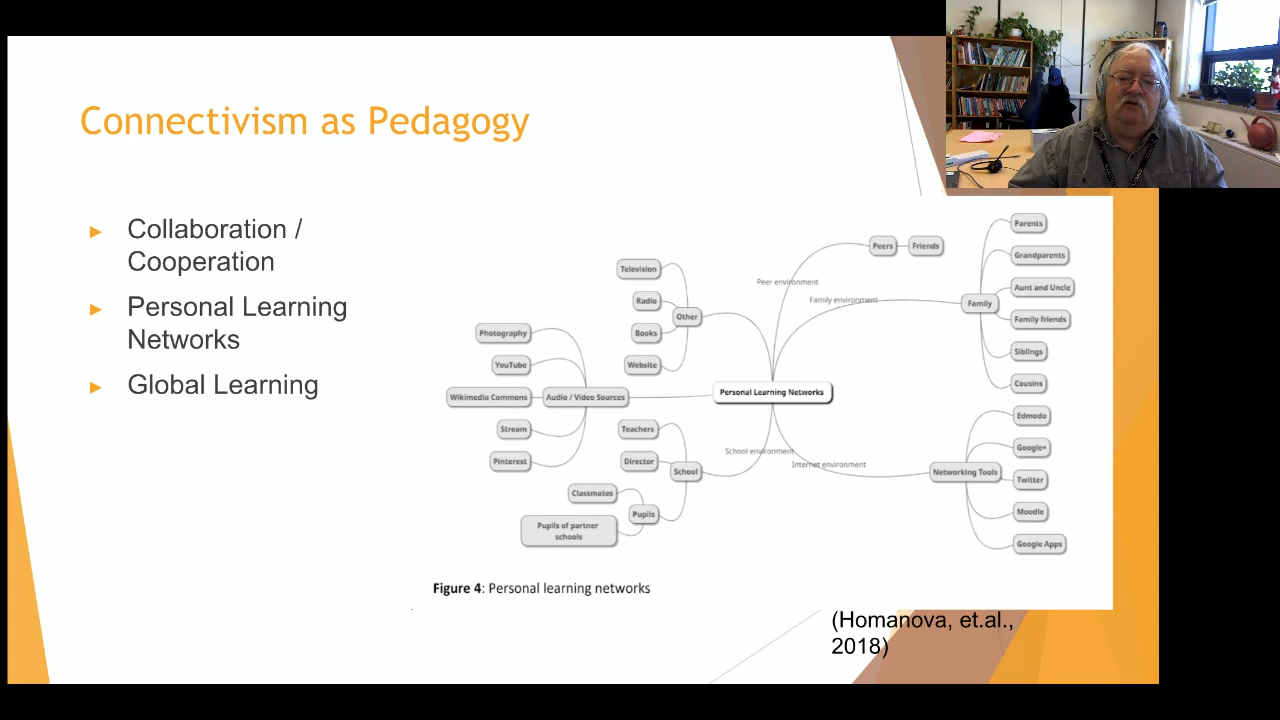 Connectivism as Pedagogy
Collaboration /
Cooperation
Personal Learning
Networks
Global Learning
Peers
Friends
Parents
Grandparents
Aunt and Uncle
Family friends
Siblings
Cousins
Family
Peer environment
Family environment
Television
Radio
Books
Website
Other
Photography
YouTube
Wikimedia Commons
Stream
Pinterest
Audio / Video Sources
Personal Learning Networks
Teachers
Director
School
Classmates
Pupils of partner
schools
Pupils
School environment
Internet environment
Networking Tools
Edmodo
Google+
Twitter
Moodle
Google Apps
Figure 4: Personal learning networks
(Homanova, et.al.,
2018)